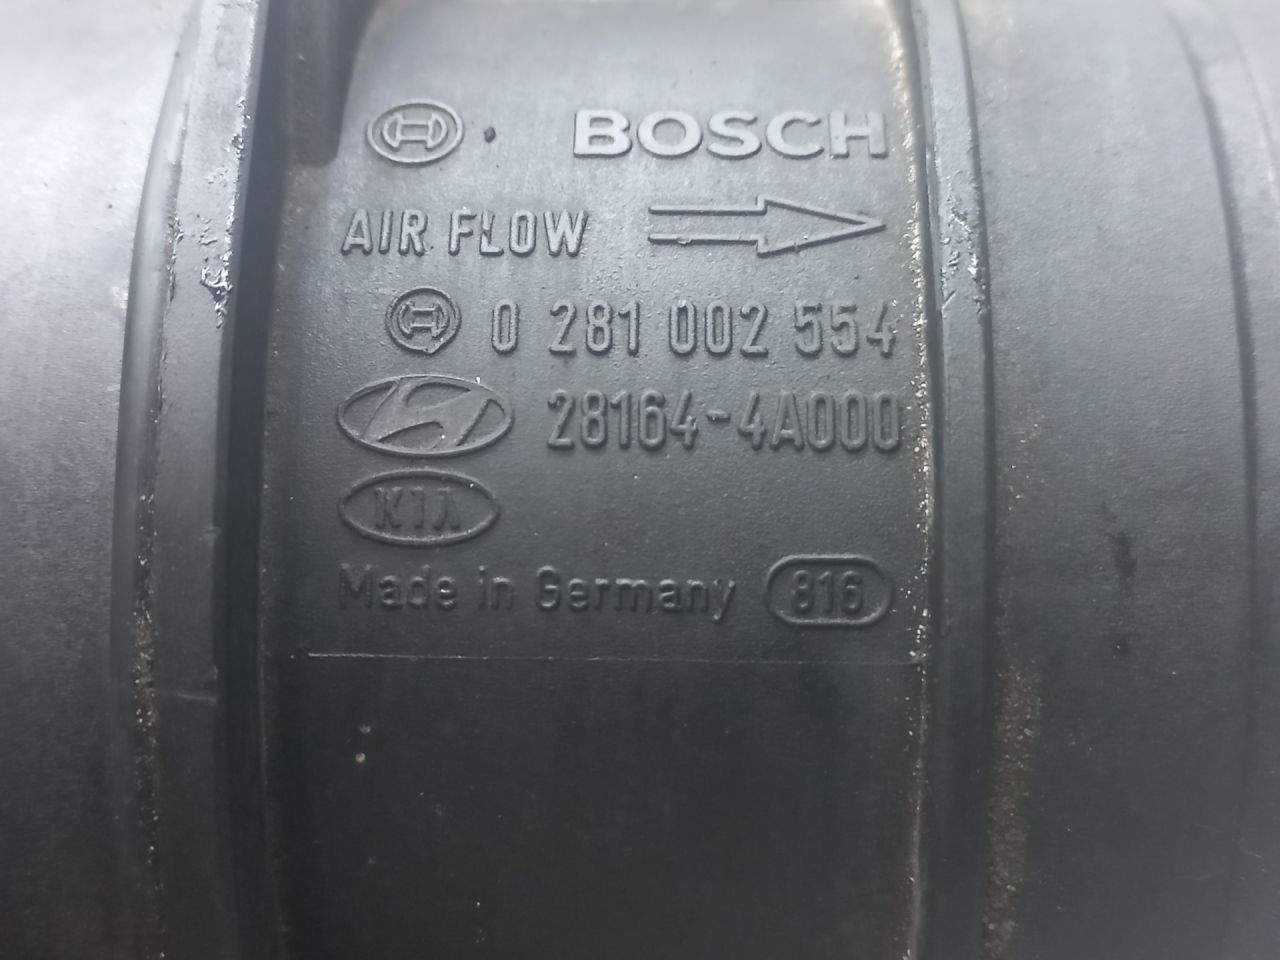 BOSCH
AIR FLOW
0 281 002 554
28164-4A000
KIA
Made in Germany 816